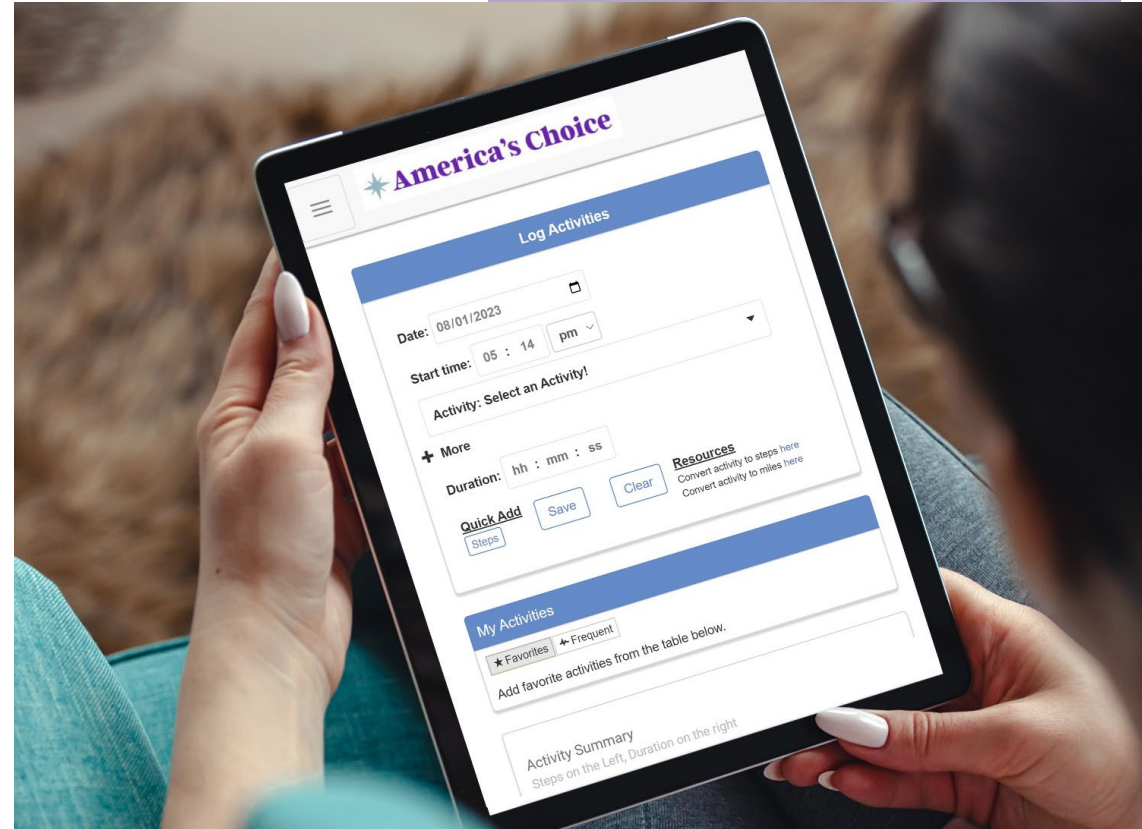 America's Choice
Log Activities
Date: 08/01/2023
Start time: 05 : 14 pm
Activity: Select an Activity!
More
Duration: hh : mm : ss
Quick Add Save Clear Resources
Steps
Convert activity to steps here
Convert activity to miles here
My Activities
Favorites Frequent
Add favorite activities from the table below.
Activity Summary
Steps on the Left, Duration on the right